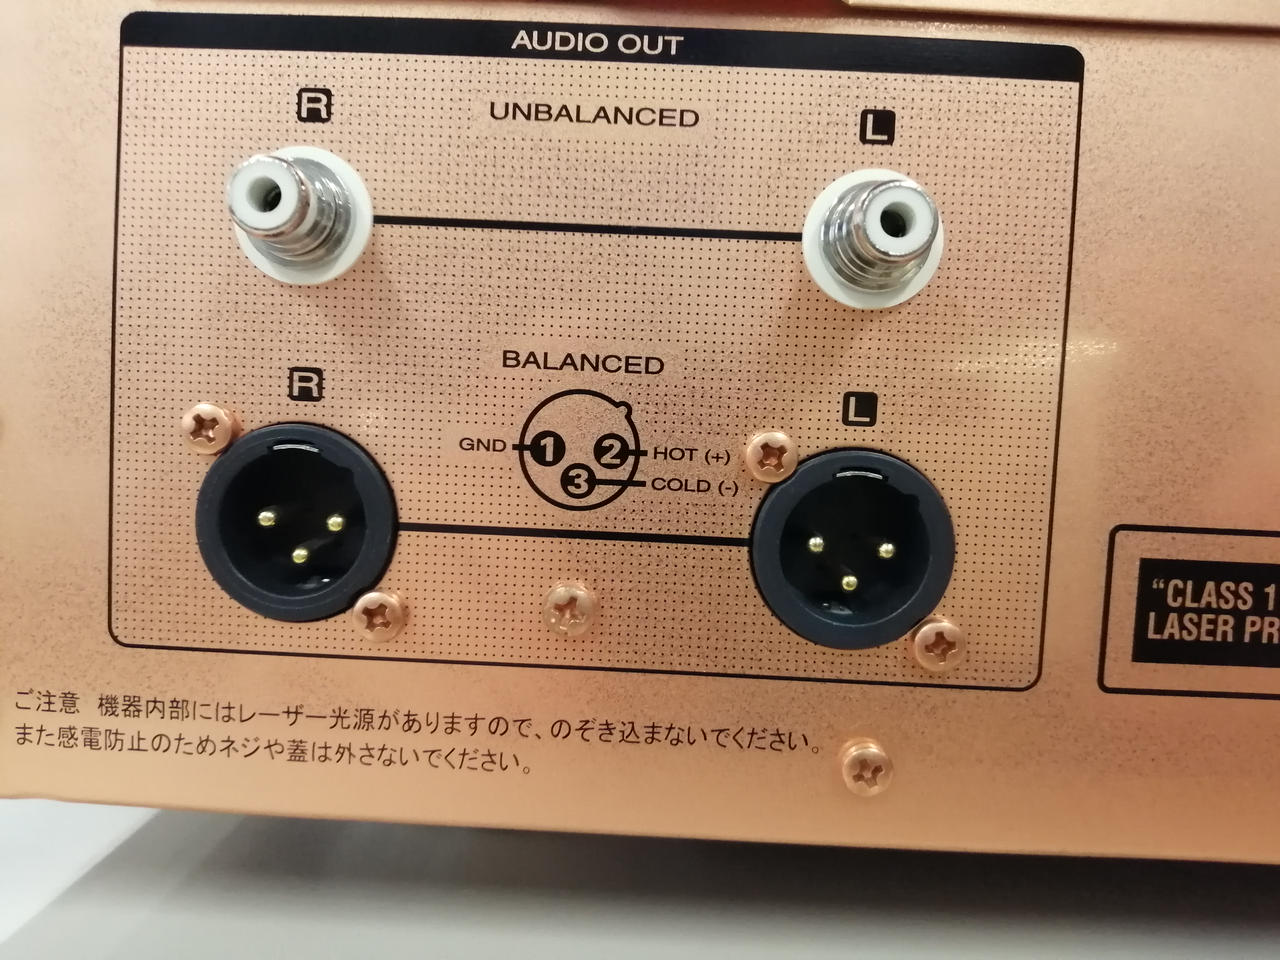 AUDIO OUT
R UNBALANCED L
BALANCED
R L
GND 1 2 HOT (+)
3 COLD (-)
“CLASS 1
LASER PR
ご注意 機器内部にはレーザー光源がありますので、のぞき込まないでください。
また感電防止のためネジや蓋は外さないでください。